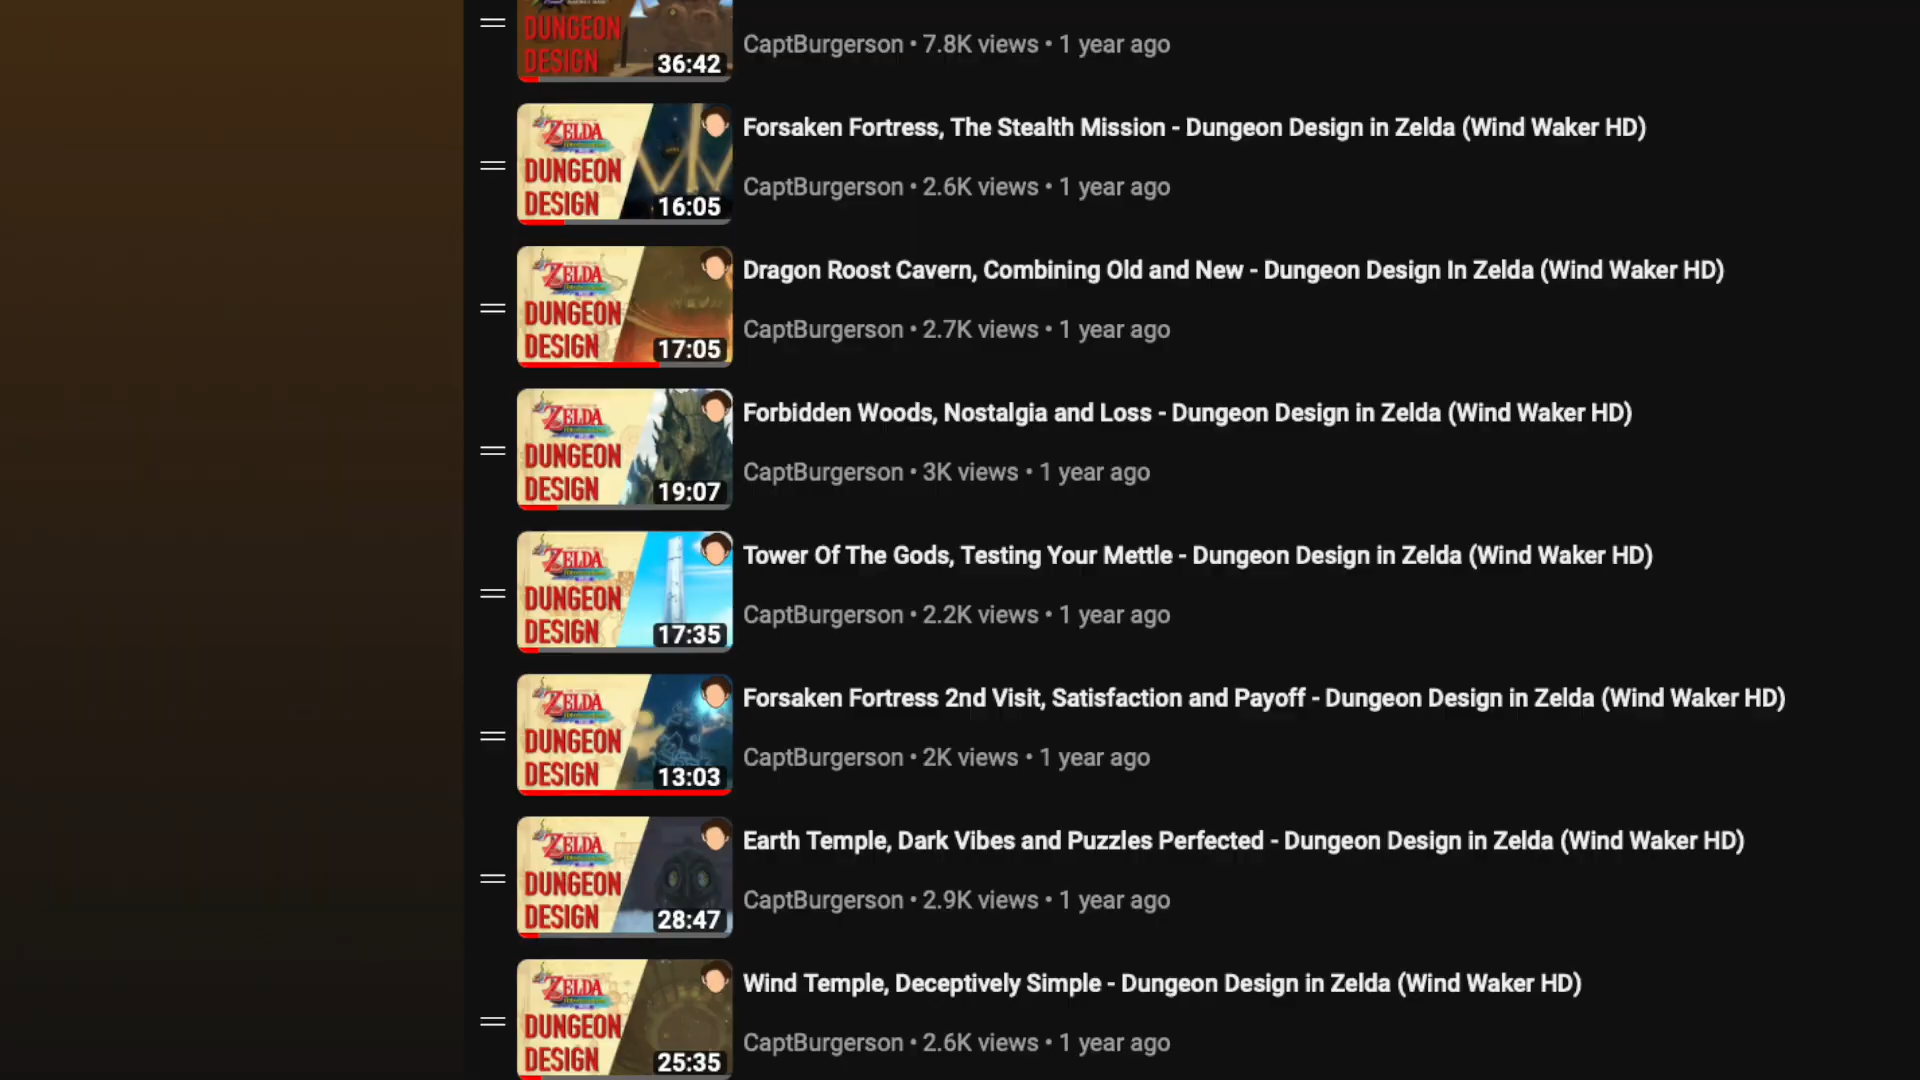 DUNGEON
DESIGN
36:42
CaptBurgerson • 7.8K views • 1 year ago
ZELDA
DUNGEON
DESIGN
16:05
Forsaken Fortress, The Stealth Mission - Dungeon Design in Zelda (Wind Waker HD)
CaptBurgerson • 2.6K views • 1 year ago
ZELDA
DUNGEON
DESIGN
17:05
Dragon Roost Cavern, Combining Old and New - Dungeon Design In Zelda (Wind Waker HD)
CaptBurgerson • 2.7K views • 1 year ago
ZELDA
DUNGEON
DESIGN
19:07
Forbidden Woods, Nostalgia and Loss - Dungeon Design in Zelda (Wind Waker HD)
CaptBurgerson • 3K views • 1 year ago
ZELDA
DUNGEON
DESIGN
17:35
Tower Of The Gods, Testing Your Mettle - Dungeon Design in Zelda (Wind Waker HD)
CaptBurgerson • 2.2K views • 1 year ago
ZELDA
DUNGEON
DESIGN
13:03
Forsaken Fortress 2nd Visit, Satisfaction and Payoff - Dungeon Design in Zelda (Wind Waker HD)
CaptBurgerson • 2K views • 1 year ago
ZELDA
DUNGEON
DESIGN
28:47
Earth Temple, Dark Vibes and Puzzles Perfected - Dungeon Design in Zelda (Wind Waker HD)
CaptBurgerson • 2.9K views • 1 year ago
ZELDA
DUNGEON
DESIGN
25:35
Wind Temple, Deceptively Simple - Dungeon Design in Zelda (Wind Waker HD)
CaptBurgerson • 2.6K views • 1 year ago